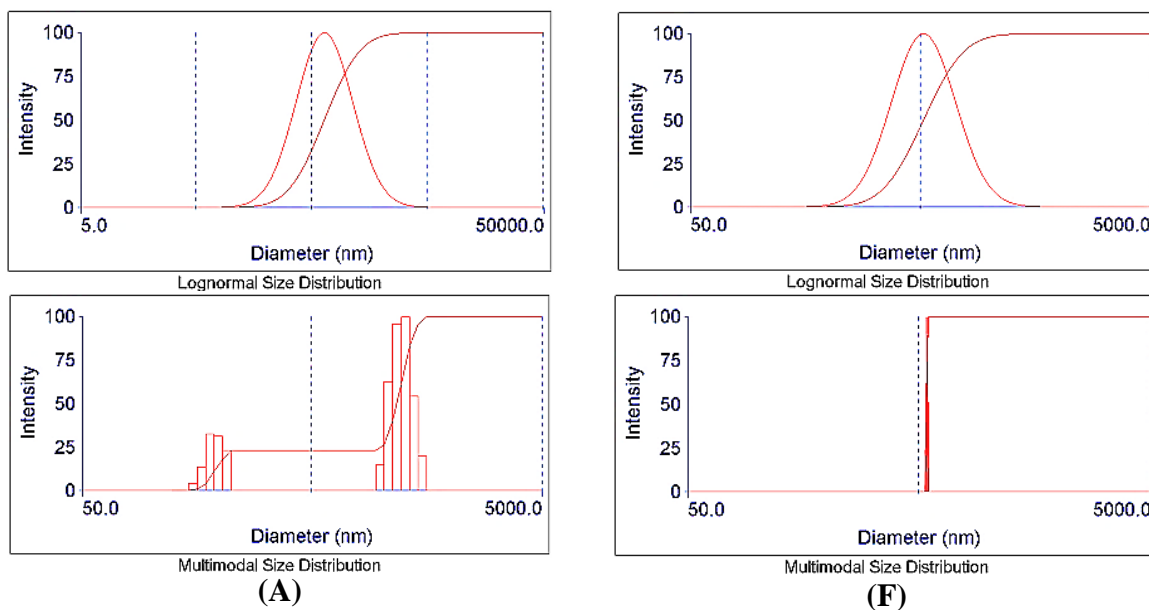 100
75
50
25
0
Intensity
5.0
50000.0
Diameter (nm)
Lognormal Size Distribution
100
75
50
25
0
Intensity
50.0
5000.0
Diameter (nm)
Multimodal Size Distribution
(A)
100
75
50
25
0
Intensity
50.0
5000.0
Diameter (nm)
Lognormal Size Distribution
100
75
50
25
0
Intensity
50.0
5000.0
Diameter (nm)
Multimodal Size Distribution
(F)